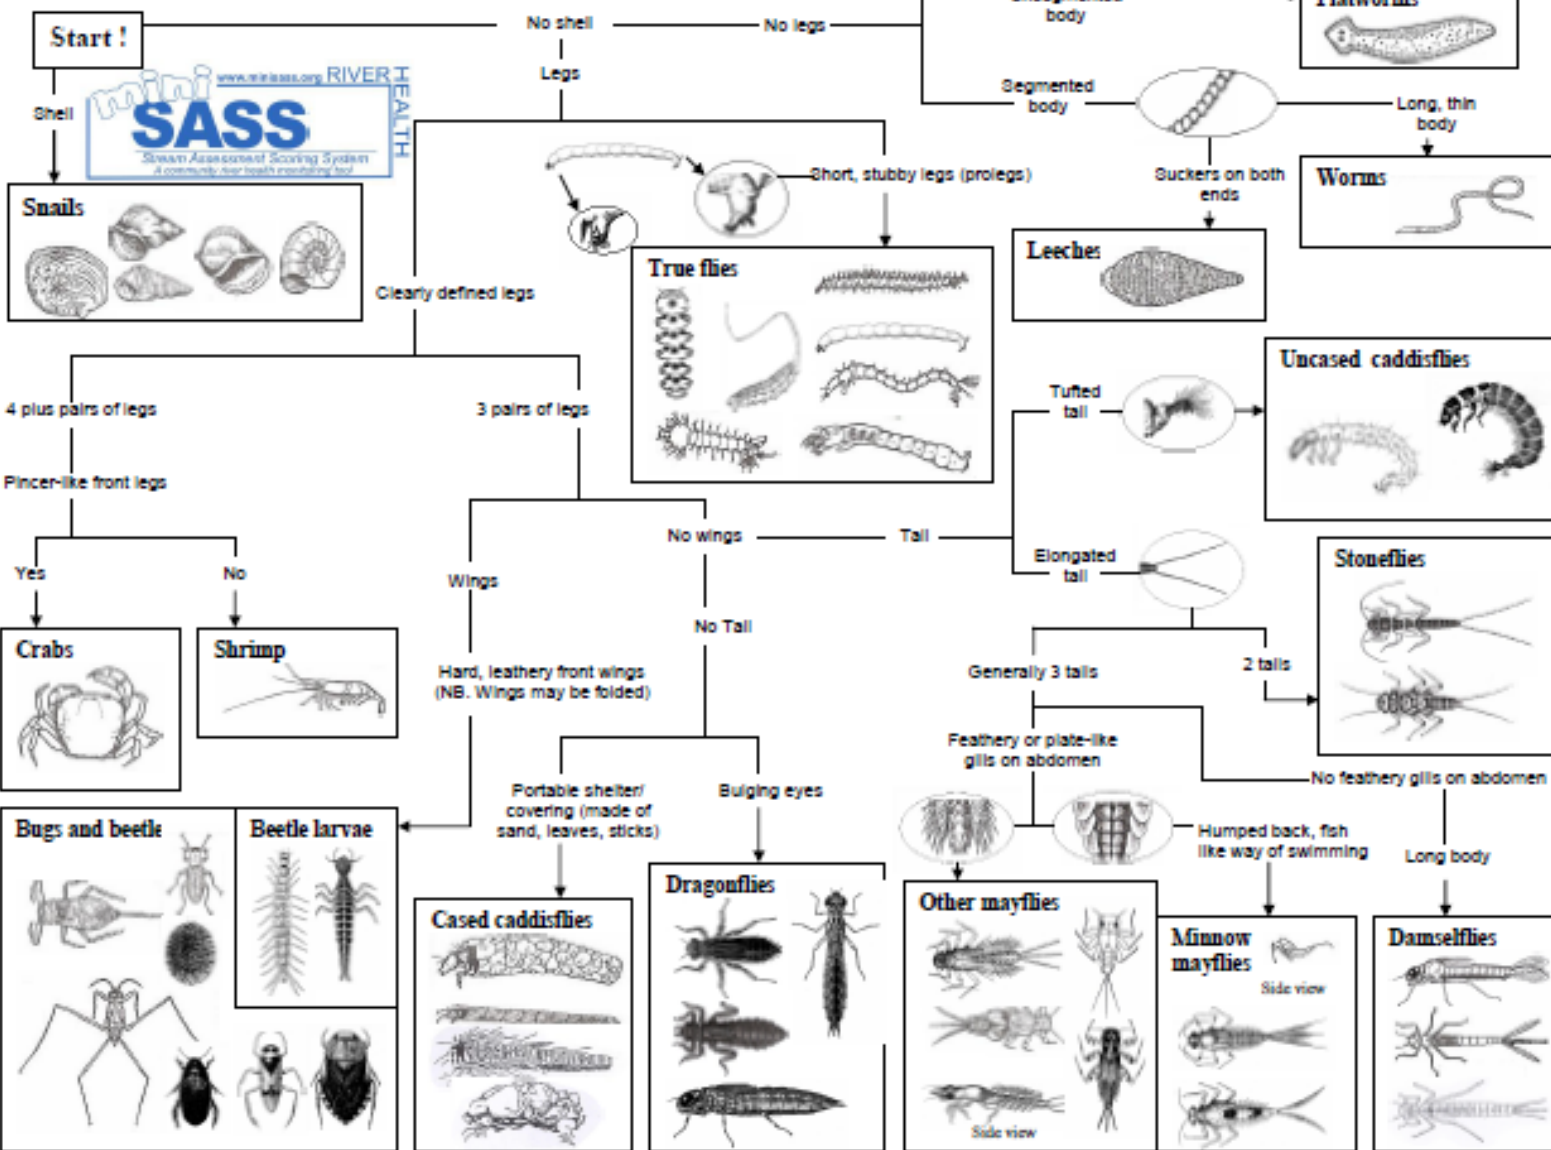 Start !
No shell
No legs
Unsegmented
body
Flatworms
Legs
Shell
mini
www.minisass.org RIVER
HEALTH
SASS
Stream Assessment Scoring System
A community river health monitoring tool
Segmented
body
Long, thin
body
Snails
Short, stubby legs (prolegs)
Suckers on both
ends
Worms
Leeches
True flies
Clearly defined legs
Uncased caddisflies
Tufted
tail
4 plus pairs of legs
3 pairs of legs
Pincer-like front legs
No wings
Tail
Elongated
tail
Stoneflies
Yes
No
Wings
No Tail
Crabs
Shrimp
Hard, leathery front wings
(NB. Wings may be folded)
Generally 3 tails
2 tails
Feathery or plate-like
gills on abdomen
No feathery gills on abdomen
Portable shelter/
covering (made of
sand, leaves, sticks)
Bulging eyes
Humped back, fish
like way of swimming
Long body
Bugs and beetle
Beetle larvae
Dragonflies
Cased caddisflies
Other mayflies
Minnow
mayflies
Side view
Damselflies
Side view